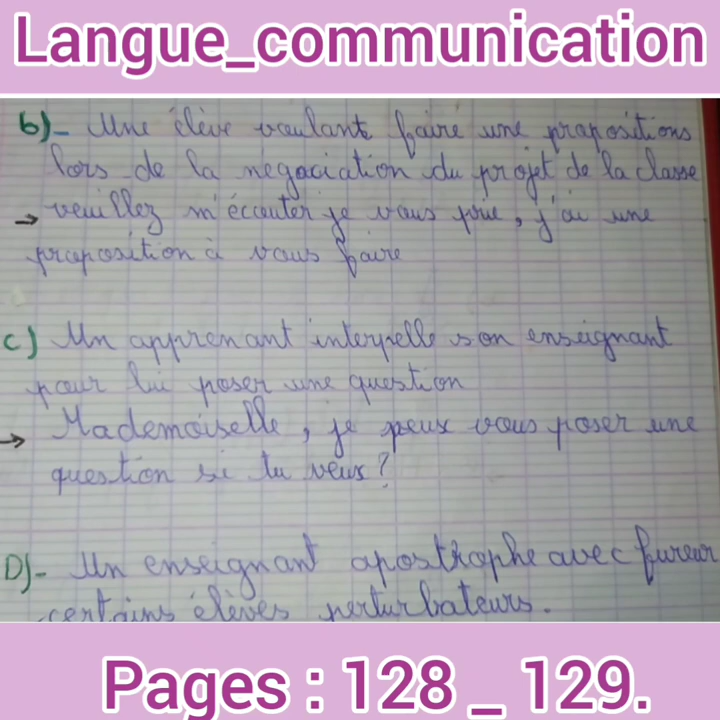 Langue_communication
b)- Une élève voulant faire une propositions
lors de la négociation du projet de la classe
→ veuillez m'éccouter je vous prie, j'ai une
proposition à vous faire
c) Un apprenant interpelle son enseignant
pour lui poser une question
→ Mademoiselle, je peux vous poser une
question si tu veux?
D)- Un enseignant apostrophe avec fureur
certains élèves perturbateurs.
Pages : 128 _ 129.